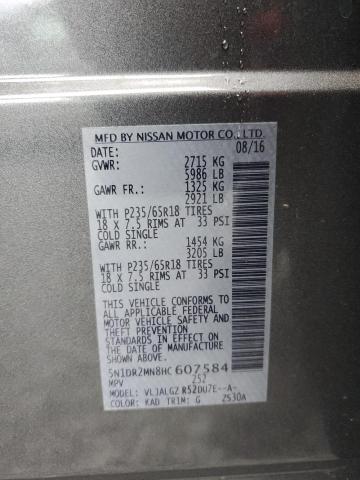 MFD BY NISSAN MOTOR CO., LTD.
DATE: 08/16
GVWR: 2715 KG
5986 LB
GAWR FR.: 1325 KG
2921 LB
WITH P235/65R18 TIRES
18 X 7.5 RIMS AT 33 PSI
COLD SINGLE
GAWR RR.: 1454 KG
3205 LB
WITH P235/65R18 TIRES
18 X 7.5 RIMS AT 33 PSI
COLD SINGLE
THIS VEHICLE CONFORMS TO
ALL APPLICABLE FEDERAL
MOTOR VEHICLE SAFETY AND
THEFT PREVENTION
STANDARDS IN EFFECT ON
THE DATE OF MANUFACTURE
SHOWN ABOVE.
5N1DR2MN8HC607584
MPV 252
MODEL: VLJALGZ R52DU7E--A-
COLOR: KAD TRIM: G ZS30A